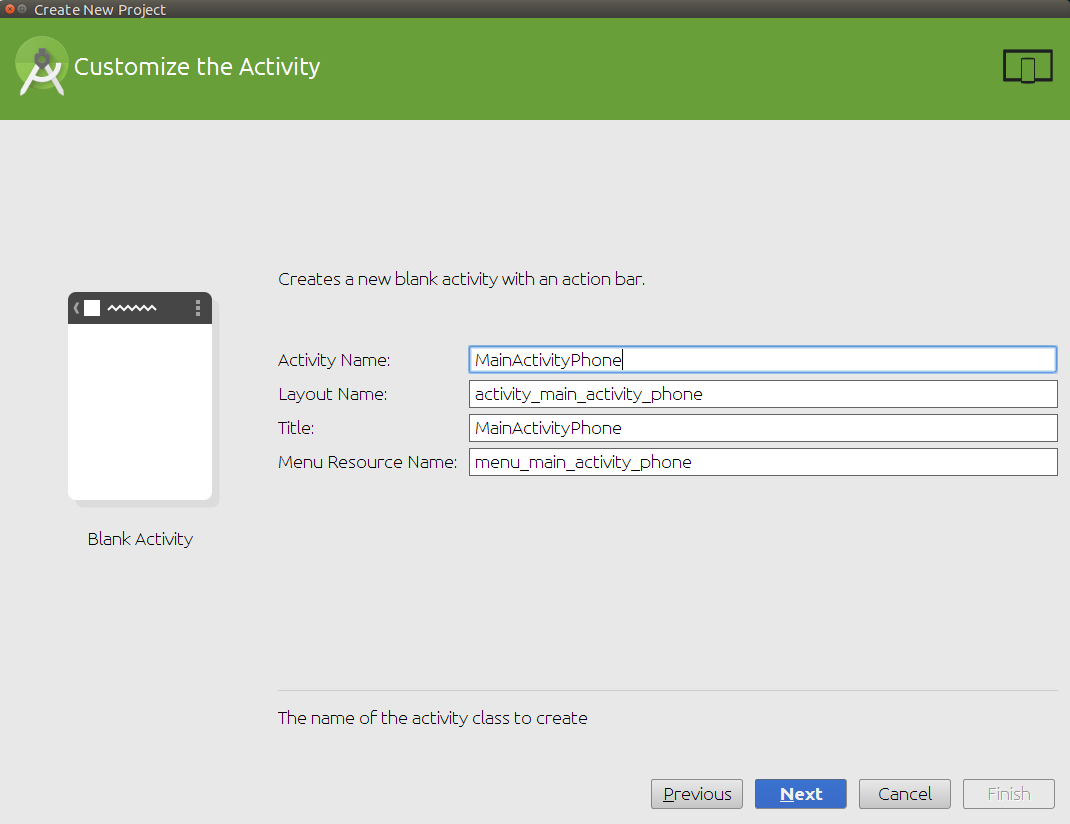 Create New Project
Customize the Activity
Creates a new blank activity with an action bar.
Activity Name: MainActivityPhone
Layout Name: activity_main_activity_phone
Title: MainActivityPhone
Menu Resource Name: menu_main_activity_phone
Blank Activity
The name of the activity class to create
Previous Next Cancel Finish